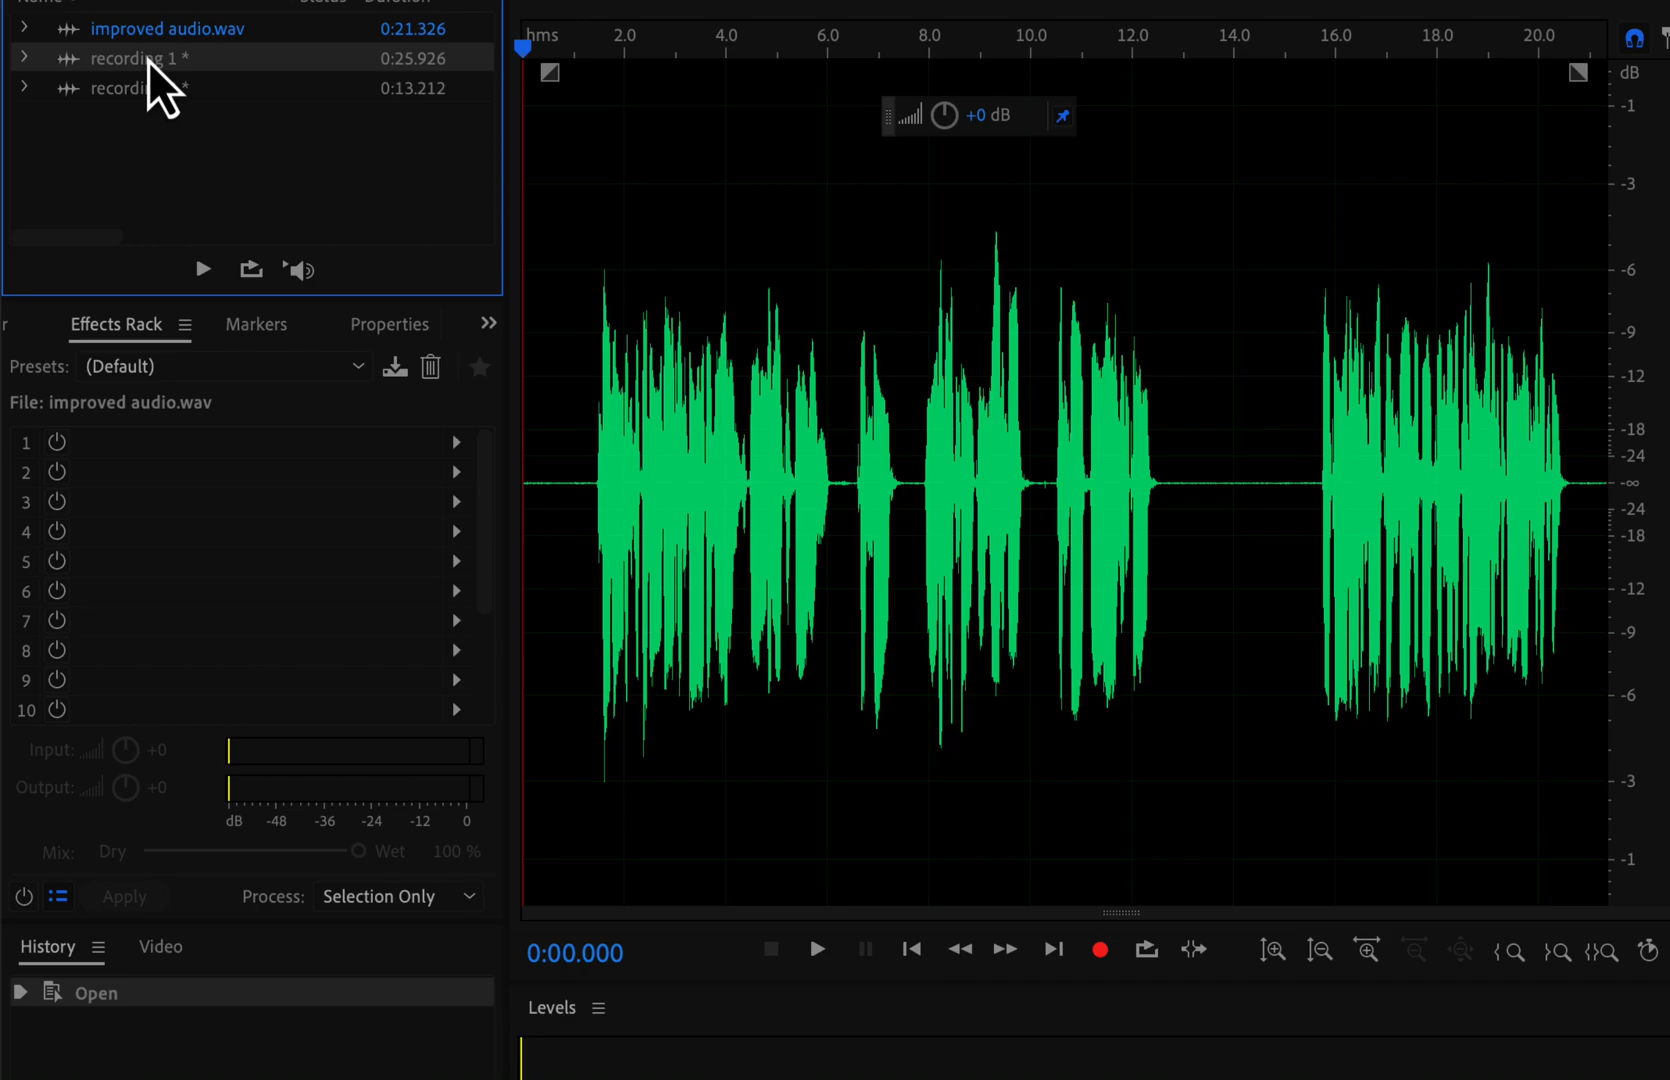 improved audio.wav 0:21.326
recording 1 * 0:25.926
* 0:13.212
Effects Rack Markers Properties
Presets: (Default)
File: improved audio.wav
1
2
3
4
5
6
7
8
9
10
Input: +0
Output: +0
dB -48 -36 -24 -12 0
Mix: Dry Wet 100 %
Apply Process: Selection Only
History Video
Open
hms 2.0 4.0 6.0 8.0 10.0 12.0 14.0 16.0 18.0 20.0
+0 dB
dB
-1
-3
-6
-9
-12
-18
-24
-∞
-24
-18
-12
-9
-6
-3
-1
0:00.000
Levels